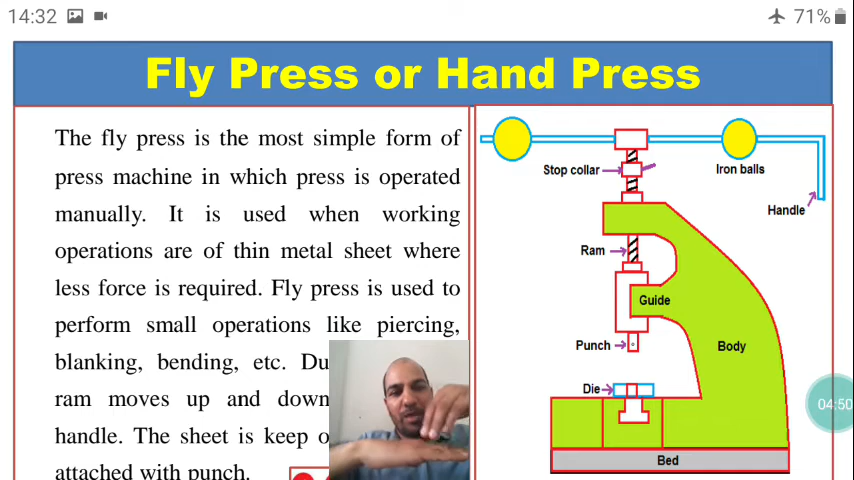 14:32
71%
Fly Press or Hand Press
The fly press is the most simple form of
press machine in which press is operated
manually. It is used when working
operations are of thin metal sheet where
less force is required. Fly press is used to
perform small operations like piercing,
blanking, bending, etc.
ram moves up and down
handle. The sheet is keep
attached with punch.
Stop collar
Iron balls
Handle
Ram
Guide
Punch
Body
Die
04:50
Bed